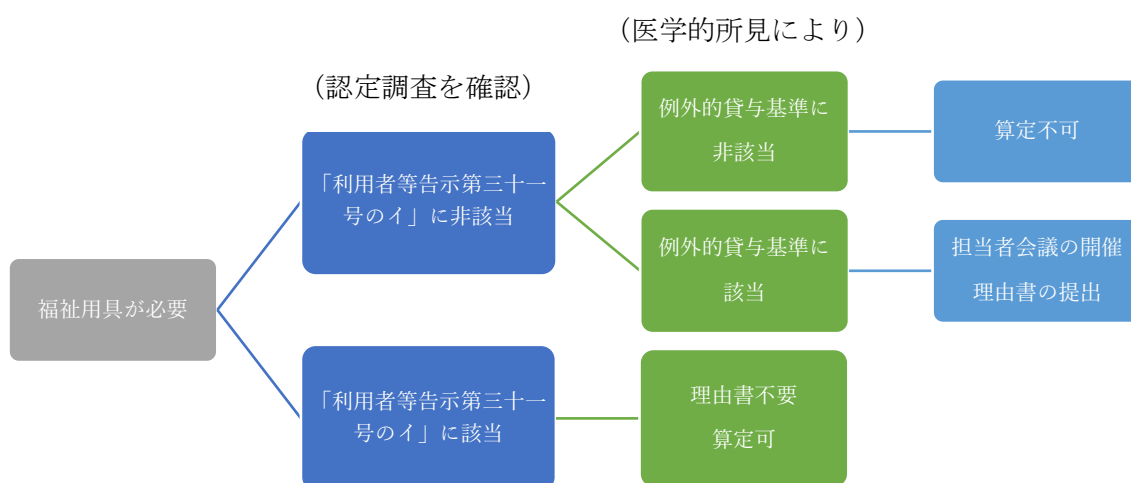 （医学的所見により）
（認定調査を確認）
例外的貸与基準に
非該当
算定不可
「利用者等告示第三十一
号のイ」に非該当
例外的貸与基準に
該当
担当者会議の開催
理由書の提出
福祉用具が必要
「利用者等告示第三十一
号のイ」に該当
理由書不要
算定可